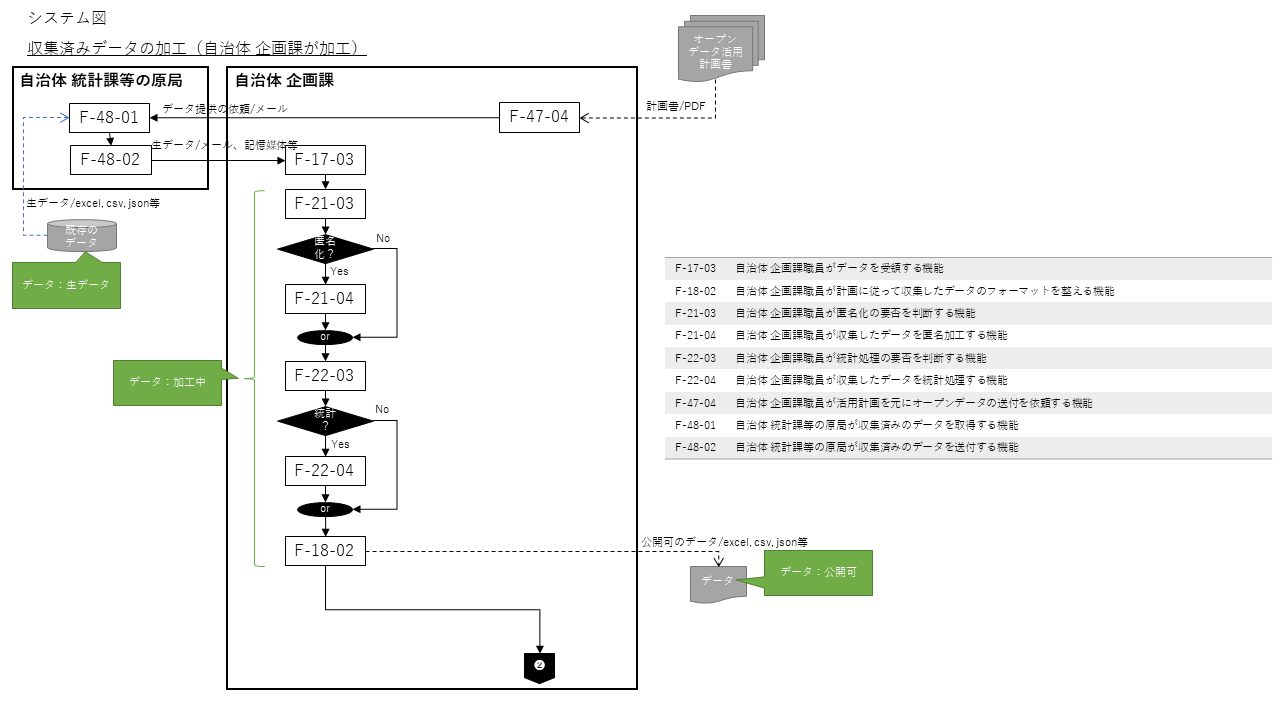 システム図
収集済みデータの加工（自治体 企画課が加工）
オープン
データ活用
計画書
自治体 統計課等の原局
自治体 企画課
データ提供の依頼/メール
計画書/PDF
F-48-01
F-47-04
生データ/メール、記憶媒体等
F-48-02
F-17-03
生データ/excel, csv, json等
F-21-03
既存の
データ
匿名
化？
No
Yes
データ：生データ
F-21-04
or
F-22-03
データ：加工中
統計
？
No
Yes
F-22-04
or
F-18-02
公開可のデータ/excel, csv, json等
データ
データ：公開可
❷
F-17-03 自治体 企画課職員がデータを受領する機能
F-18-02 自治体 企画課職員が計画に従って収集したデータのフォーマットを整える機能
F-21-03 自治体 企画課職員が匿名化の要否を判断する機能
F-21-04 自治体 企画課職員が収集したデータを匿名加工する機能
F-22-03 自治体 企画課職員が統計処理の要否を判断する機能
F-22-04 自治体 企画課職員が収集したデータを統計処理する機能
F-47-04 自治体 企画課職員が活用計画を元にオープンデータの送付を依頼する機能
F-48-01 自治体 統計課等の原局が収集済みのデータを取得する機能
F-48-02 自治体 統計課等の原局が収集済みのデータを送付する機能